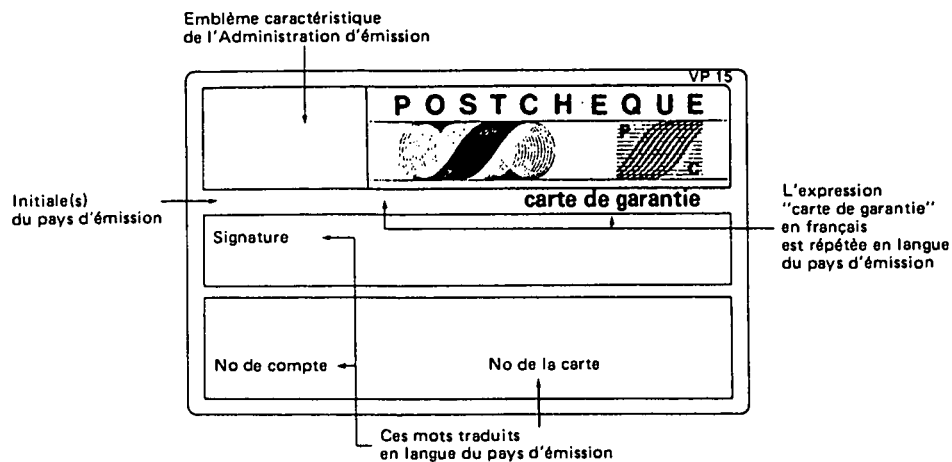 Emblème caractéristique
de l'Administration d'émission
VP 15
POSTCHEQUE
P
C
Initiale(s)
du pays d'émission
carte de garantie
L'expression
"carte de garantie"
en français
est répétée en langue
du pays d'émission
Signature
No de compte
No de la carte
Ces mots traduits
en langue du pays d'émission